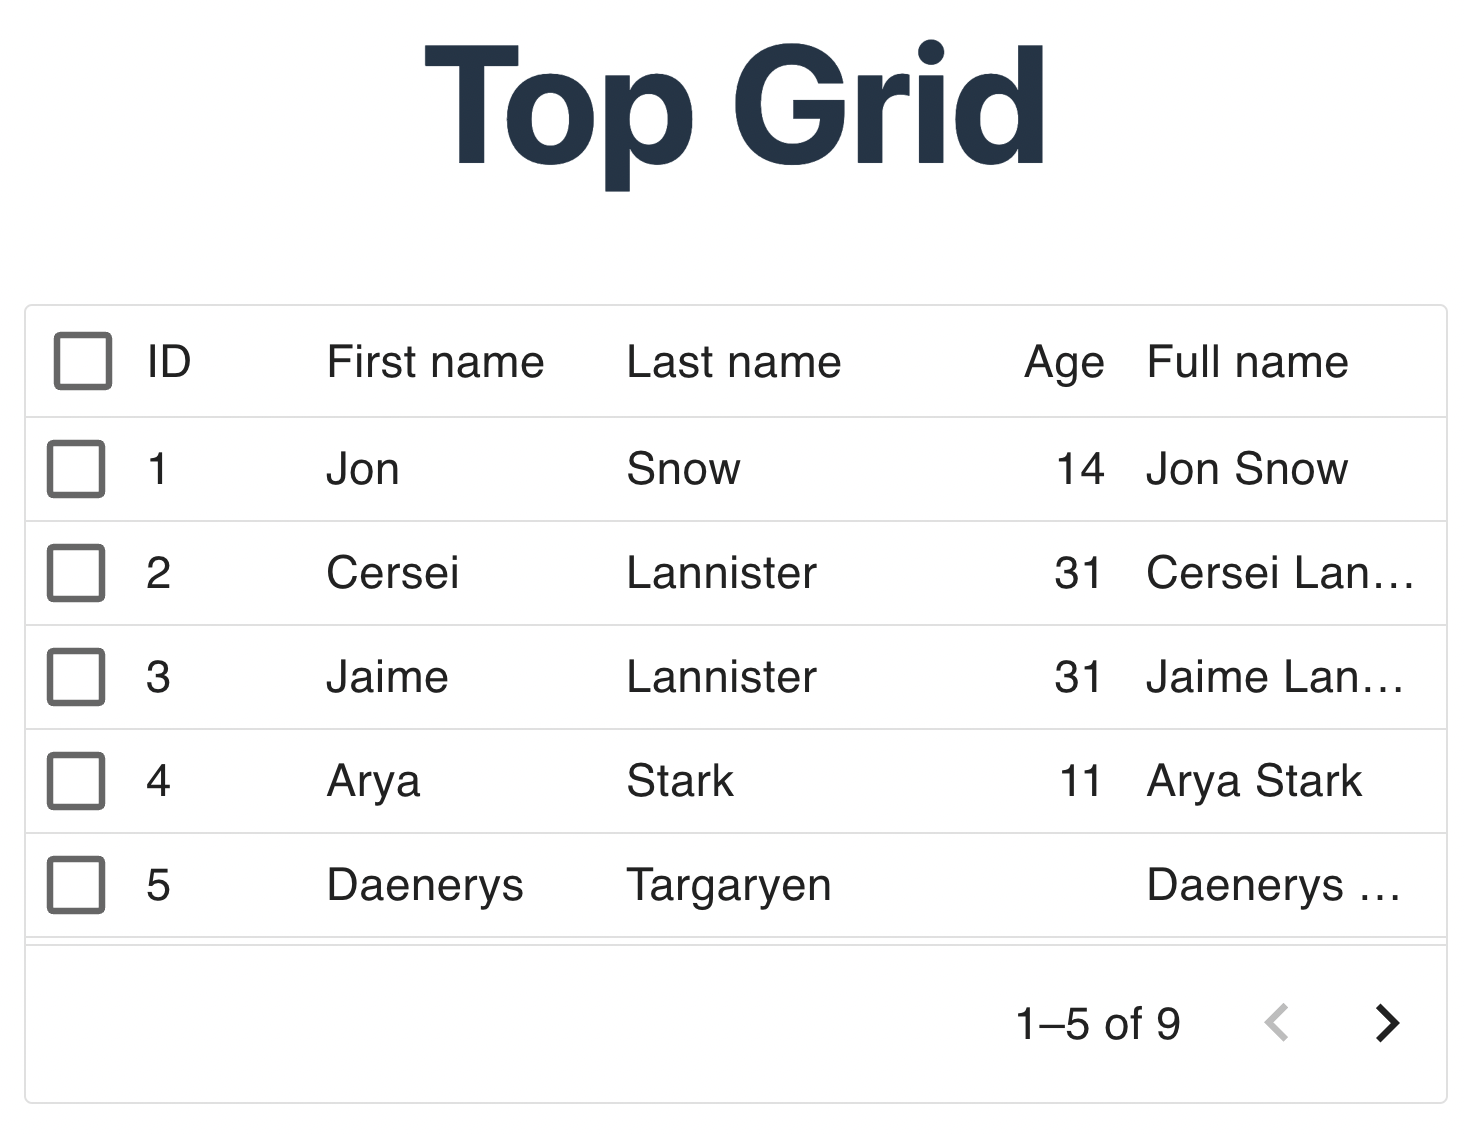 Top Grid
ID First name Last name Age Full name
1 Jon Snow 14 Jon Snow
2 Cersei Lannister 31 Cersei Lan…
3 Jaime Lannister 31 Jaime Lan…
4 Arya Stark 11 Arya Stark
5 Daenerys Targaryen Daenerys …
1–5 of 9